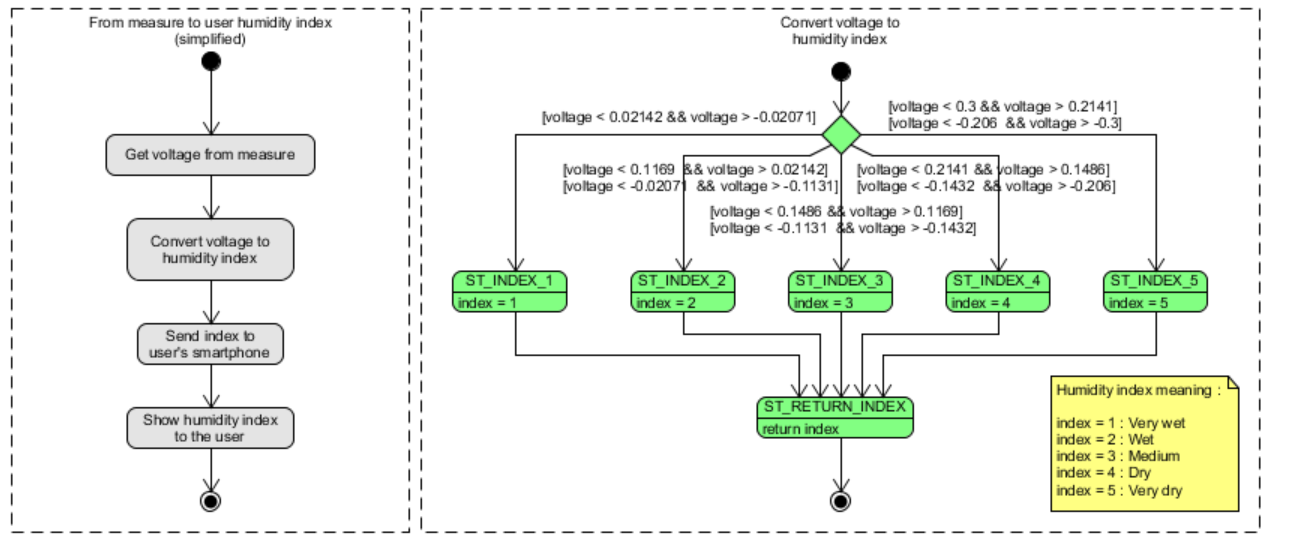 From measure to user humidity index
(simplified)
Get voltage from measure
Convert voltage to
humidity index
Send index to
user's smartphone
Show humidity index
to the user
Convert voltage to
humidity index
[voltage < 0.02142 && voltage > -0.02071]
[voltage < 0.3 && voltage > 0.2141]
[voltage < -0.206 && voltage > -0.3]
[voltage < 0.1169 && voltage > 0.02142]
[voltage < -0.02071 && voltage > -0.1131]
[voltage < 0.2141 && voltage > 0.1486]
[voltage < -0.1432 && voltage > -0.206]
[voltage < 0.1486 && voltage > 0.1169]
[voltage < -0.1131 && voltage > -0.1432]
ST_INDEX_1
index = 1
ST_INDEX_2
index = 2
ST_INDEX_3
index = 3
ST_INDEX_4
index = 4
ST_INDEX_5
index = 5
ST_RETURN_INDEX
return index
Humidity index meaning :
index = 1 : Very wet
index = 2 : Wet
index = 3 : Medium
index = 4 : Dry
index = 5 : Very dry